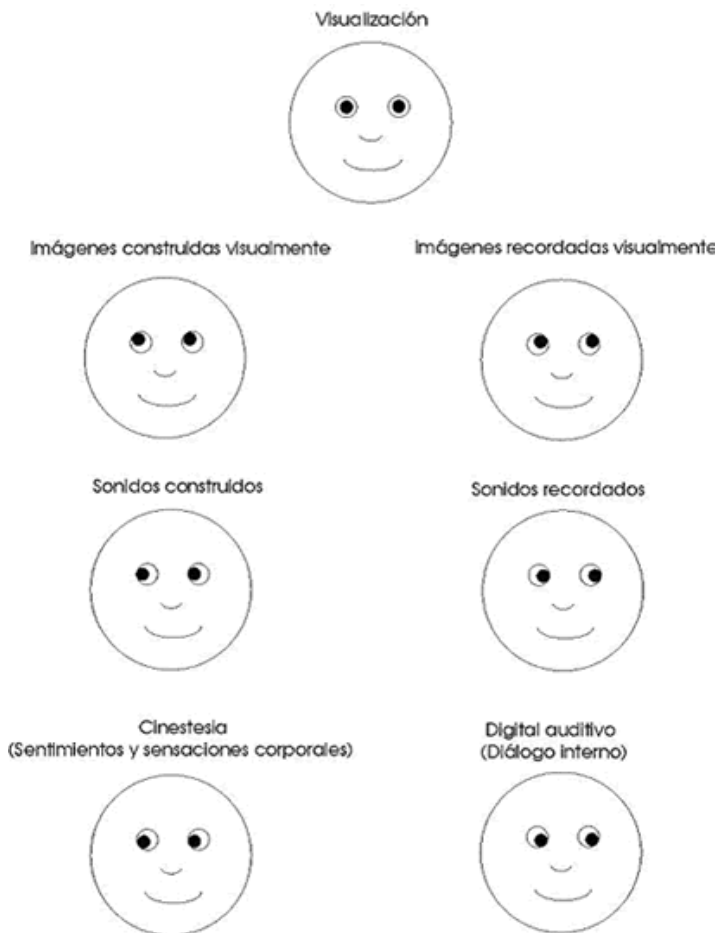 Visualización
Imágenes construidas visualmente
Imágenes recordadas visualmente
Sonidos construidos
Sonidos recordados
Cinestesia
(Sentimientos y sensaciones corporales)
Digital auditivo
(Diálogo interno)